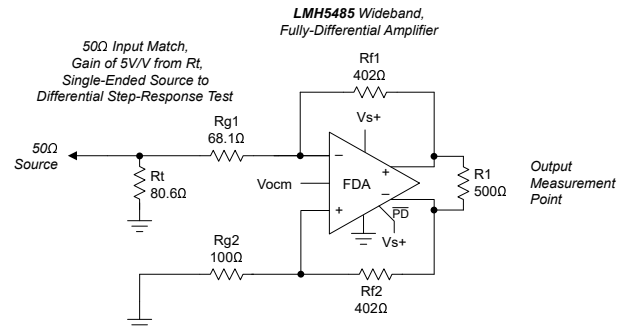 LMH5485 Wideband,
Fully-Differential Amplifier
50Ω Input Match,
Gain of 5V/V from Rt,
Single-Ended Source to
Differential Step-Response Test
Rf1
402Ω
Vs+
Rg1
68.1Ω
50Ω
Source
Rt
80.6Ω
Vocm
−
+
FDA
+
−
PD
Vs+
R1
500Ω
Output
Measurement
Point
Rg2
100Ω
Rf2
402Ω